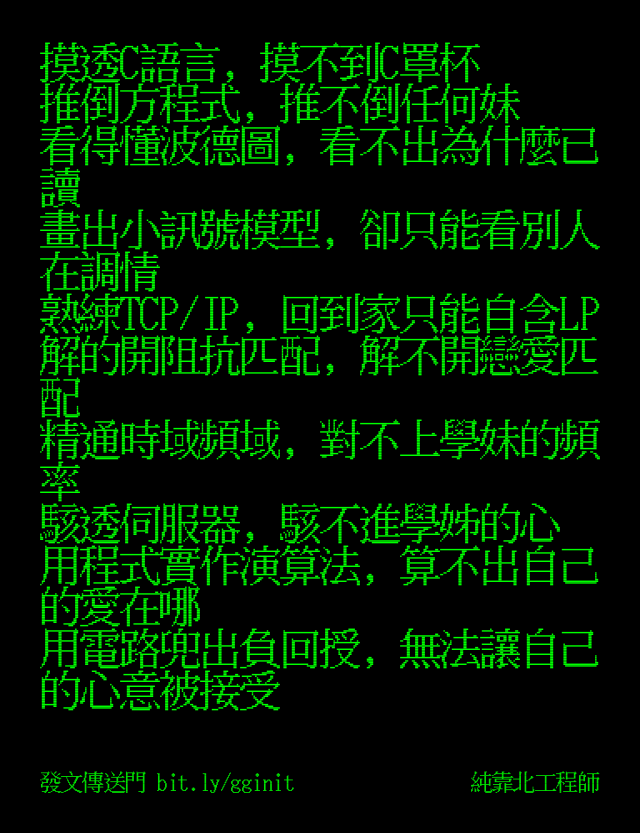 摸透C語言，摸不到C罩杯
推倒方程式，推不倒任何妹
看得懂波德圖，看不出為什麼已
讀
畫出小訊號模型，卻只能看別人
在調情
熟練TCP/IP，回到家只能自含LP
解的開阻抗匹配，解不開戀愛匹
配
精通時域頻域，對不上學妹的頻
率
駭透伺服器，駭不進學姊的心
用程式實作演算法，算不出自己
的愛在哪
用電路兜出負回授，無法讓自己
的心意被接受
發文傳送門 bit.ly/gginit
純靠北工程師